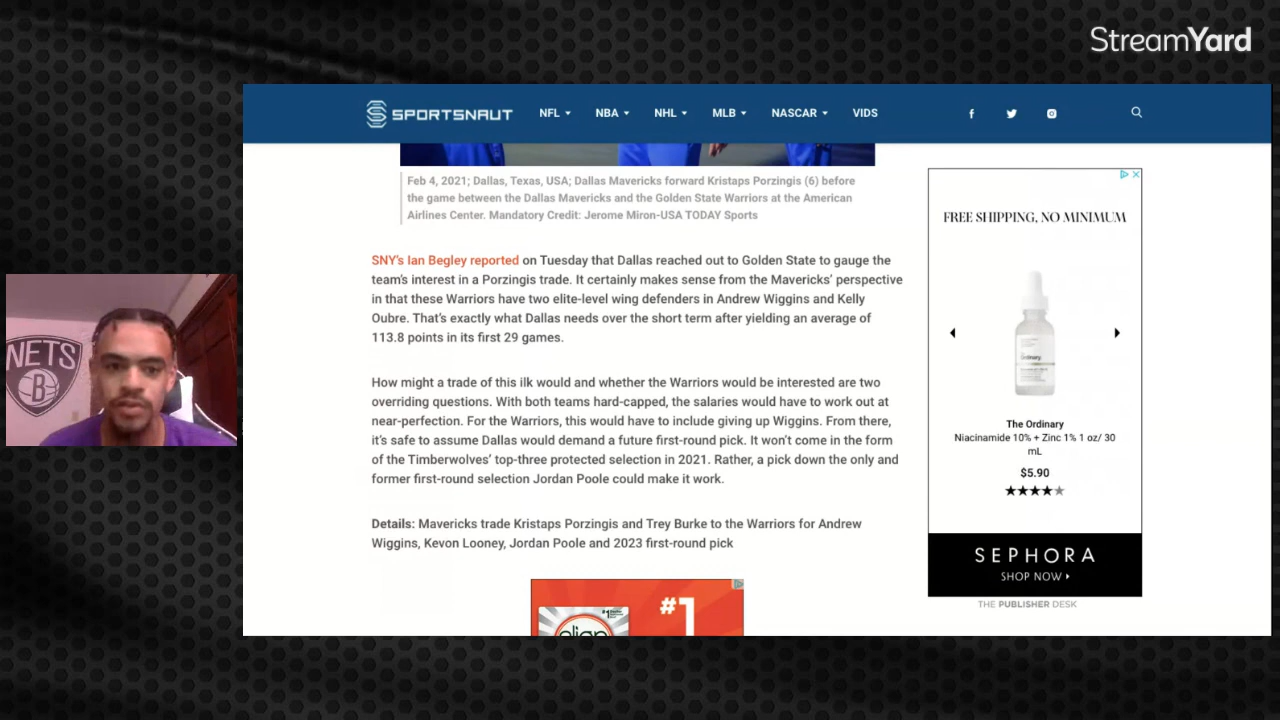 StreamYard
SPORTSNAUT NFL NBA NHL MLB NASCAR VIDS
Feb 4, 2021; Dallas, Texas, USA; Dallas Mavericks forward Kristaps Porzingis (6) before
the game between the Dallas Mavericks and the Golden State Warriors at the American
Airlines Center. Mandatory Credit: Jerome Miron-USA TODAY Sports
SNY's Ian Begley reported on Tuesday that Dallas reached out to Golden State to gauge the
team's interest in a Porzingis trade. It certainly makes sense from the Mavericks' perspective
in that these Warriors have two elite-level wing defenders in Andrew Wiggins and Kelly
Oubre. That's exactly what Dallas needs over the short term after yielding an average of
113.8 points in its first 29 games.
How might a trade of this ilk would and whether the Warriors would be interested are two
overriding questions. With both teams hard-capped, the salaries would have to work out at
near-perfection. For the Warriors, this would have to include giving up Wiggins. From there,
it's safe to assume Dallas would demand a future first-round pick. It won't come in the form
of the Timberwolves' top-three protected selection in 2021. Rather, a pick down the only and
former first-round selection Jordan Poole could make it work.
Details: Mavericks trade Kristaps Porzingis and Trey Burke to the Warriors for Andrew
Wiggins, Kevon Looney, Jordan Poole and 2023 first-round pick
#1
align
FREE SHIPPING, NO MINIMUM
The Ordinary
Niacinamide 10% + Zinc 1% 1 oz/ 30
mL
$5.90
SEPHORA
SHOP NOW
THE PUBLISHER DESK
NETS
B